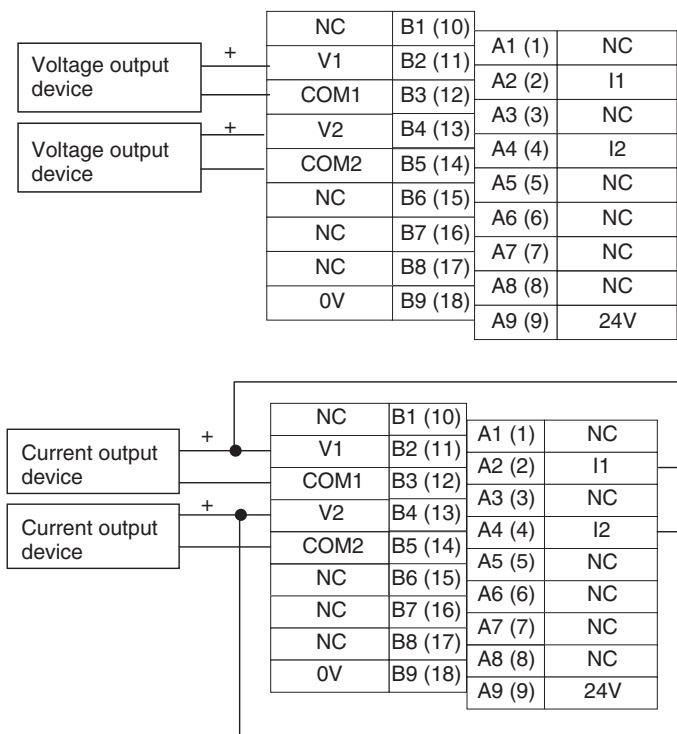 Voltage output
device
+
Voltage output
device
+
NC B1 (10)
V1 B2 (11)
COM1 B3 (12)
V2 B4 (13)
COM2 B5 (14)
NC B6 (15)
NC B7 (16)
NC B8 (17)
0V B9 (18)
A1 (1) NC
A2 (2) I1
A3 (3) NC
A4 (4) I2
A5 (5) NC
A6 (6) NC
A7 (7) NC
A8 (8) NC
A9 (9) 24V
Current output
device
+
Current output
device
+
NC B1 (10)
V1 B2 (11)
COM1 B3 (12)
V2 B4 (13)
COM2 B5 (14)
NC B6 (15)
NC B7 (16)
NC B8 (17)
0V B9 (18)
A1 (1) NC
A2 (2) I1
A3 (3) NC
A4 (4) I2
A5 (5) NC
A6 (6) NC
A7 (7) NC
A8 (8) NC
A9 (9) 24V